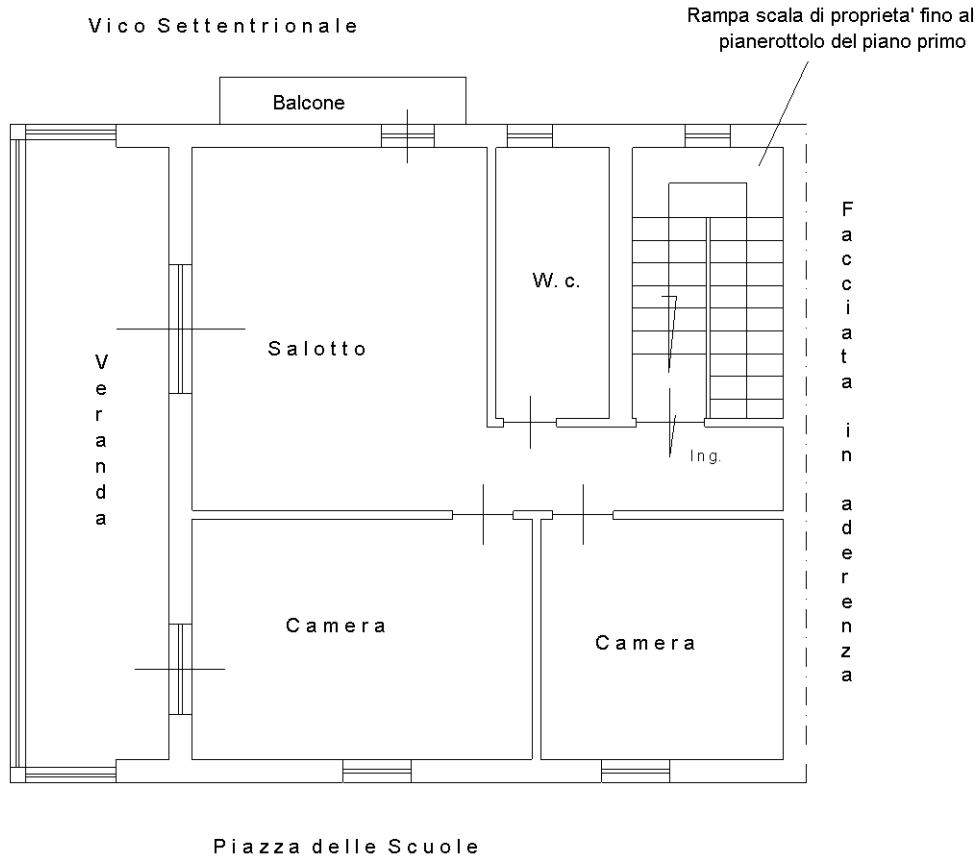 Vico Settentrionale
Rampa scala di proprieta' fino al
pianerottolo del piano primo
Balcone
W. c.
Salotto
Veranda
Facciata in aderenza
Ing.
Camera
Camera
Piazza delle Scuole